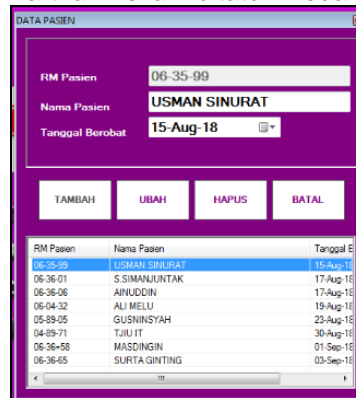 DATA PASIEN
RM Pasien 06-35-99
Nama Pasien USMAN SINURAT
Tanggal Berobat 15-Aug-18
TAMBAH UBAH HAPUS BATAL
RM Pasien Nama Pasien Tanggal E
06-35-99 USMAN SINURAT 15-Aug-18
06-36-01 S.SIMANJUNTAK 17-Aug-18
06-36-06 AINUDDIN 17-Aug-18
06-04-32 ALI MELU 19-Aug-18
05-89-05 GUSNINSYAH 23-Aug-18
04-89-71 TJIU IT 30-Aug-18
06-36=58 MASDINGIN 01-Sep-18
06-36-65 SURTA GINTING 03-Sep-18